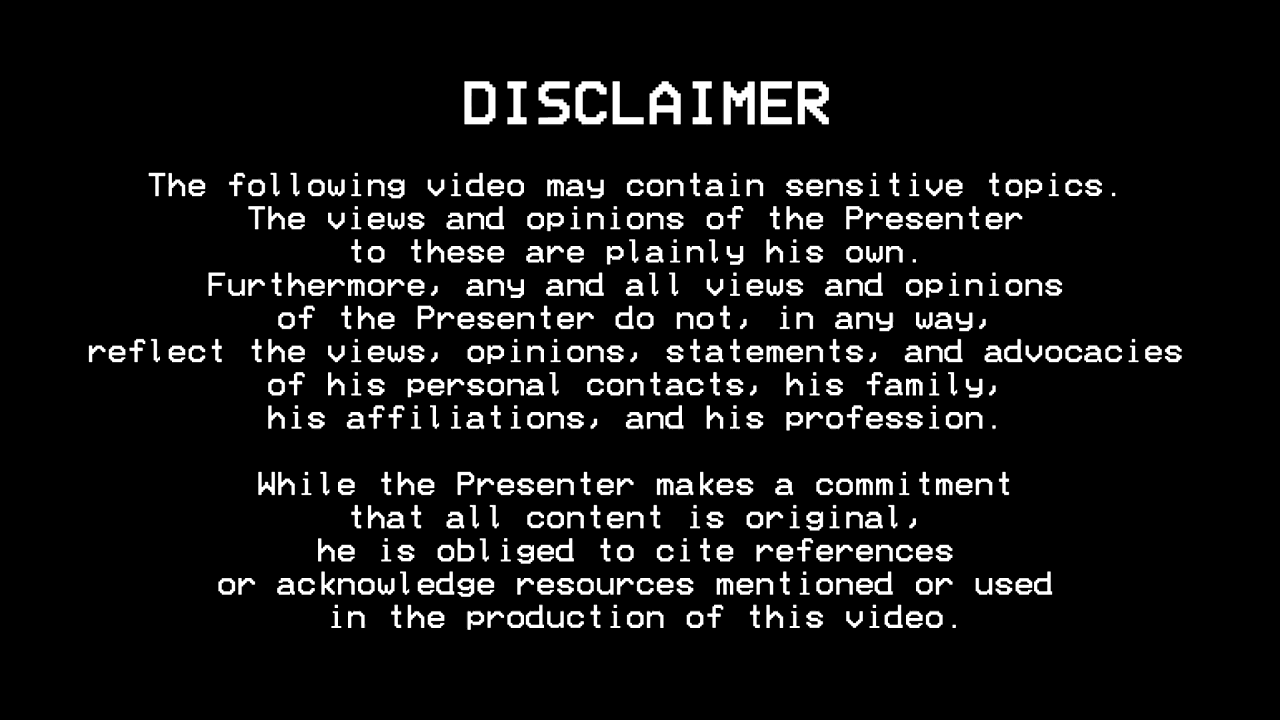 DISCLAIMER
The following video may contain sensitive topics.
The views and opinions of the Presenter
to these are plainly his own.
Furthermore, any and all views and opinions
of the Presenter do not, in any way,
reflect the views, opinions, statements, and advocacies
of his personal contacts, his family,
his affiliations, and his profession.
While the Presenter makes a commitment
that all content is original,
he is obliged to cite references
or acknowledge resources mentioned or used
in the production of this video.